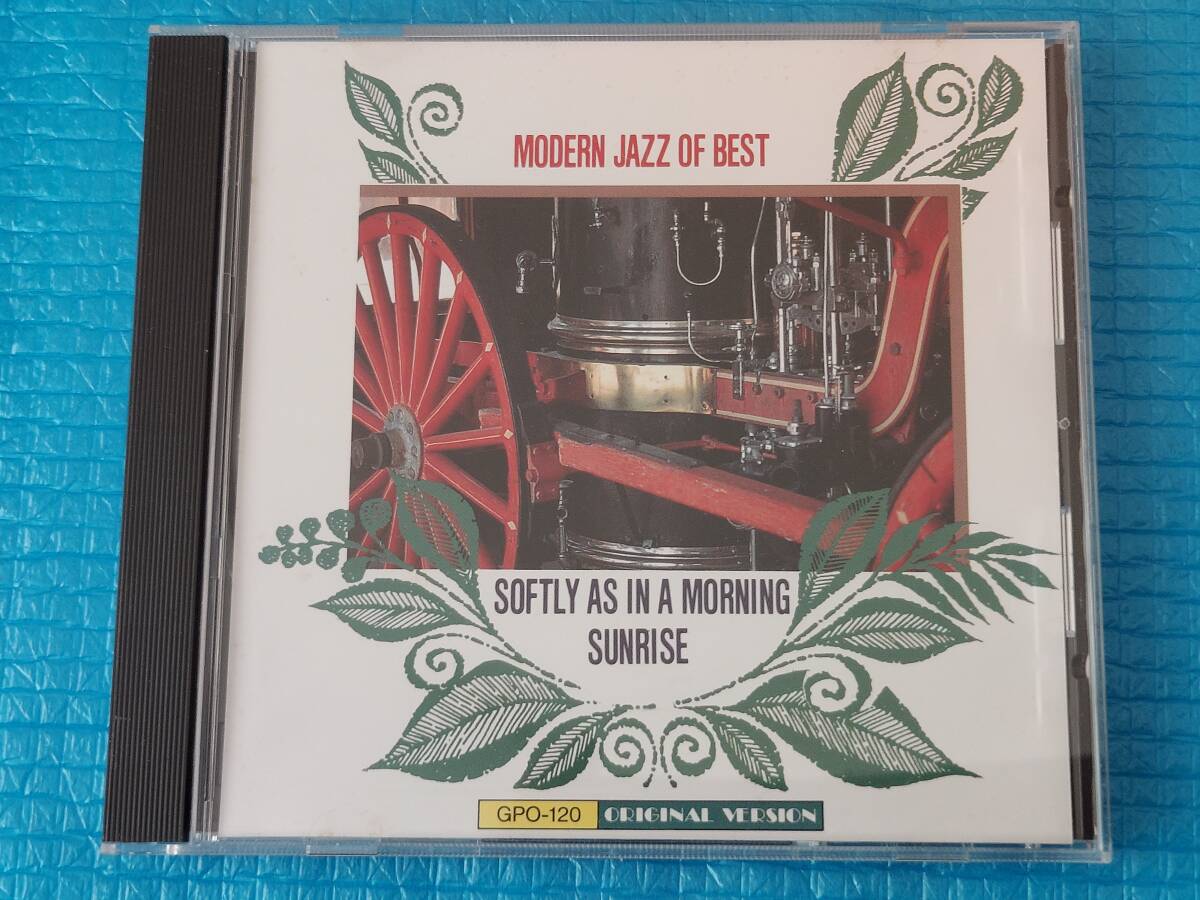 MODERN JAZZ OF BEST
SOFTLY AS IN A MORNING
SUNRISE
GPO-120 ORIGINAL VERSION